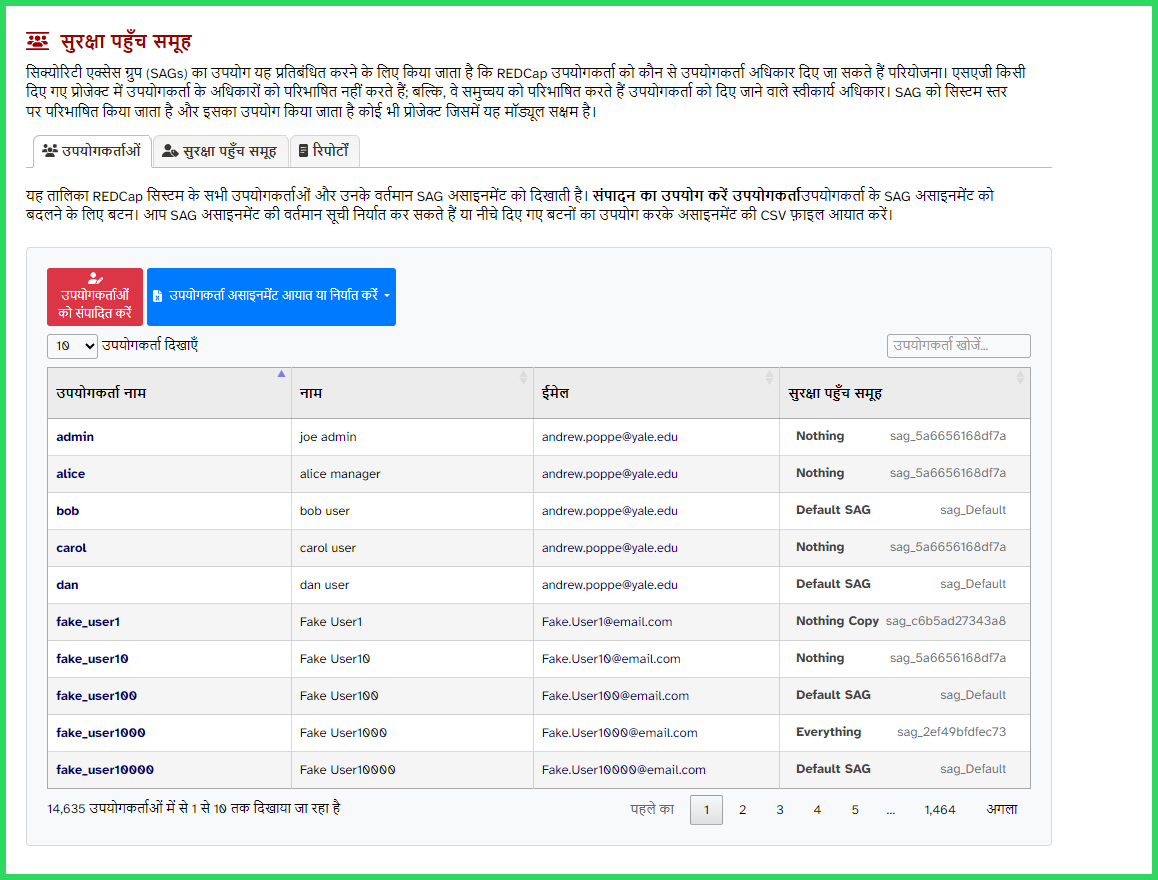 सुरक्षा पहुँच समूह
सिक्योरिटी एक्सेस ग्रुप (SAGs) का उपयोग यह प्रतिबंधित करने के लिए किया जाता है कि REDCap उपयोगकर्ता को कौन से उपयोगकर्ता अधिकार दिए जा सकते हैं परियोजना। एसएजी किसी
दिए गए प्रोजेक्ट में उपयोगकर्ता के अधिकारों को परिभाषित नहीं करते हैं; बल्कि, वे समुच्चय को परिभाषित करते हैं उपयोगकर्ता को दिए जाने वाले स्वीकार्य अधिकार। SAG को सिस्टम स्तर
पर परिभाषित किया जाता है और इसका उपयोग किया जाता है कोई भी प्रोजेक्ट जिसमें यह मॉड्यूल सक्षम है।
उपयोगकर्ताओं सुरक्षा पहुँच समूह रिपोर्टों
यह तालिका REDCap सिस्टम के सभी उपयोगकर्ताओं और उनके वर्तमान SAG असाइनमेंट को दिखाती है। संपादन का उपयोग करें उपयोगकर्ताउपयोगकर्ता के SAG असाइनमेंट को
बदलने के लिए बटन। आप SAG असाइनमेंट की वर्तमान सूची निर्यात कर सकते हैं या नीचे दिए गए बटनों का उपयोग करके असाइनमेंट की CSV फ़ाइल आयात करें।
उपयोगकर्ताओं
को संपादित करें
उपयोगकर्ता असाइनमेंट आयात या निर्यात करें
10 उपयोगकर्ता दिखाएँ उपयोगकर्ता खोजें...
उपयोगकर्ता नाम नाम ईमेल सुरक्षा पहुँच समूह
admin joe admin andrew.poppe@yale.edu Nothing sag_5a6656168df7a
alice alice manager andrew.poppe@yale.edu Nothing sag_5a6656168df7a
bob bob user andrew.poppe@yale.edu Default SAG sag_Default
carol carol user andrew.poppe@yale.edu Nothing sag_5a6656168df7a
dan dan user andrew.poppe@yale.edu Default SAG sag_Default
fake_user1 Fake User1 Fake.User1@email.com Nothing Copy sag_c6b5ad27343a8
fake_user10 Fake User10 Fake.User10@email.com Nothing sag_5a6656168df7a
fake_user100 Fake User100 Fake.User100@email.com Default SAG sag_Default
fake_user1000 Fake User1000 Fake.User1000@email.com Everything sag_2ef49bfdfec73
fake_user10000 Fake User10000 Fake.User10000@email.com Default SAG sag_Default
14,635 उपयोगकर्ताओं में से 1 से 10 तक दिखाया जा रहा है पहले का 1 2 3 4 5 ... 1,464 अगला